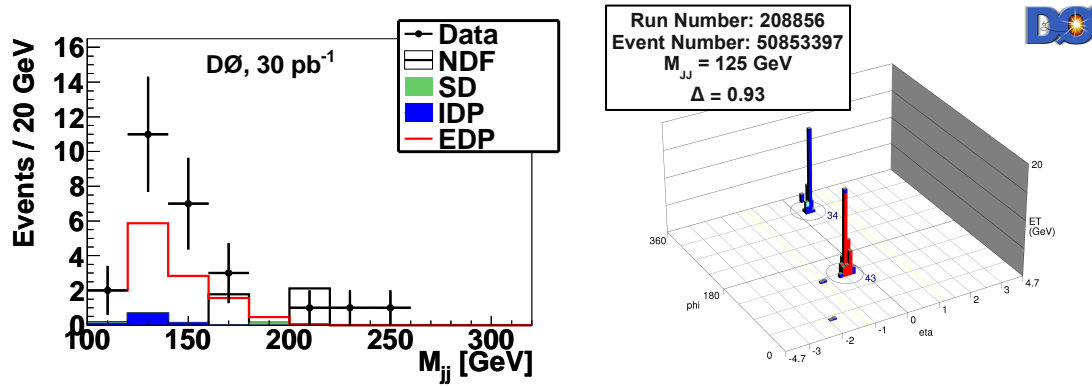 Events / 20 GeV
16
14
12
10
8
6
4
2
0
100
150
200
250
300
M_jj [GeV]
DØ, 30 pb⁻¹
Data
NDF
SD
IDP
EDP
Run Number: 208856
Event Number: 50853397
M_JJ = 125 GeV
Δ = 0.93
DØ
20
ET
(GeV)
34
43
360
180
phi
0
-4.7
-3
-2
-1
0
1
2
3
4.7
eta